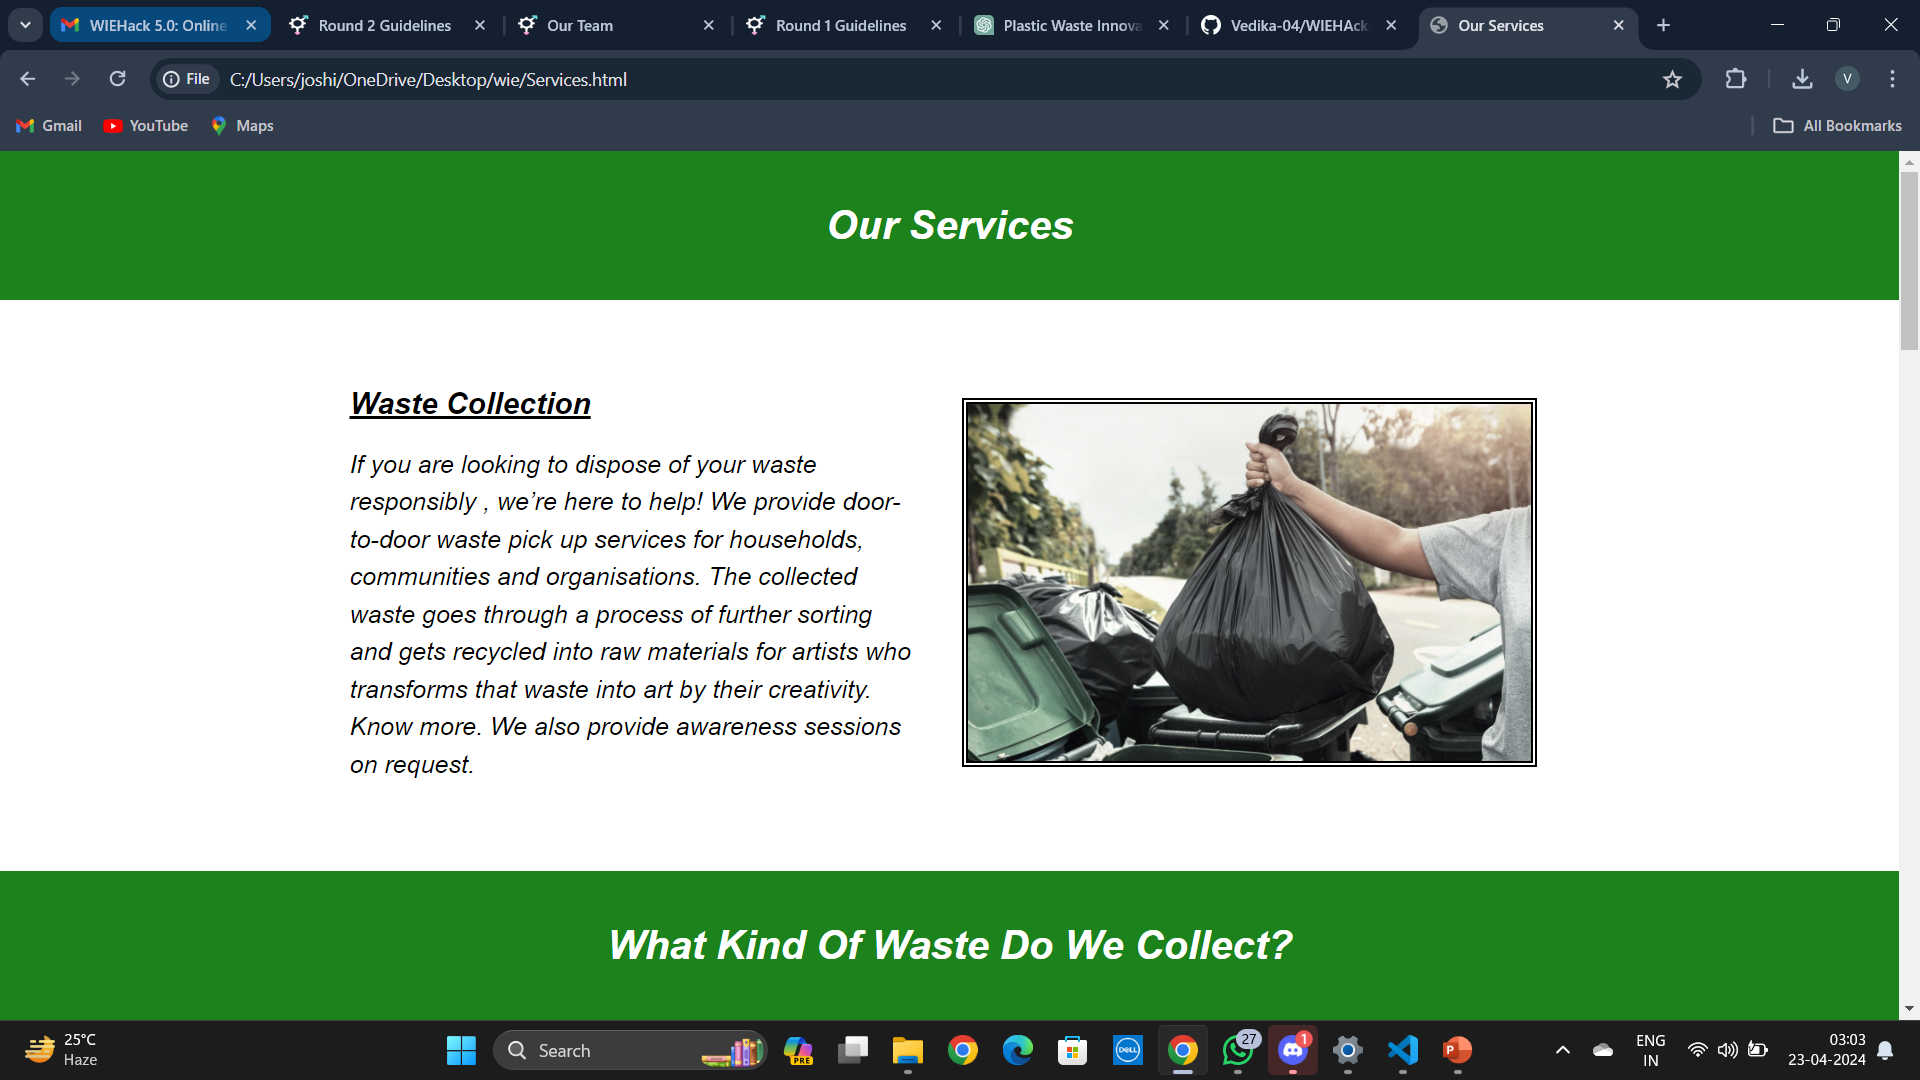 WIEHack 5.0: Online
Round 2 Guidelines
Our Team
Round 1 Guidelines
Plastic Waste Innova
Vedika-04/WIEHAck
Our Services
File
C:/Users/joshi/OneDrive/Desktop/wie/Services.html
V
Gmail
YouTube
Maps
All Bookmarks
Our Services
Waste Collection
If you are looking to dispose of your waste
responsibly , we’re here to help! We provide door-
to-door waste pick up services for households,
communities and organisations. The collected
waste goes through a process of further sorting
and gets recycled into raw materials for artists who
transforms that waste into art by their creativity.
Know more. We also provide awareness sessions
on request.
What Kind Of Waste Do We Collect?
25°C
Haze
Search
PRE
DELL
27
1
P
ENG
IN
03:03
23-04-2024